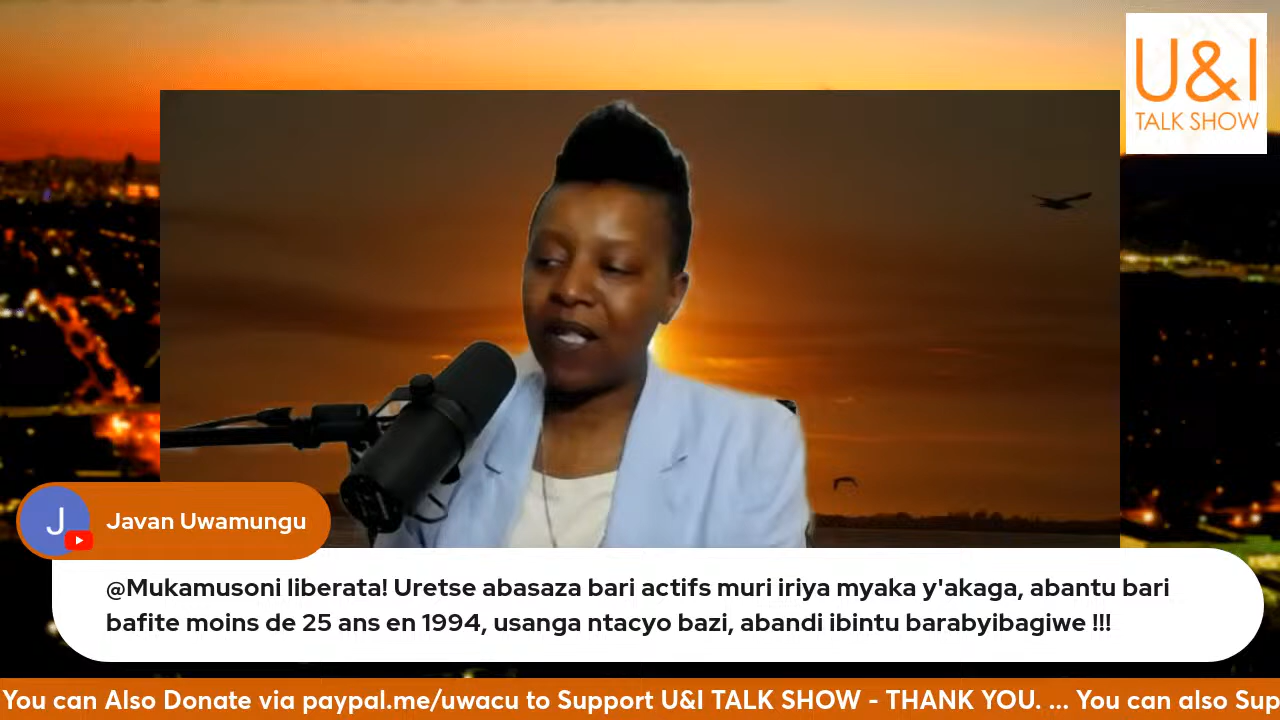 U&I
TALK SHOW
J
Javan Uwamungu
@Mukamusoni liberata! Uretse abasaza bari actifs muri iriya myaka y'akaga, abantu bari
bafite moins de 25 ans en 1994, usanga ntacyo bazi, abandi ibintu barabyibagiwe !!!
You can Also Donate via paypal.me/uwacu to Support U&I TALK SHOW - THANK YOU. ... You can also Sup